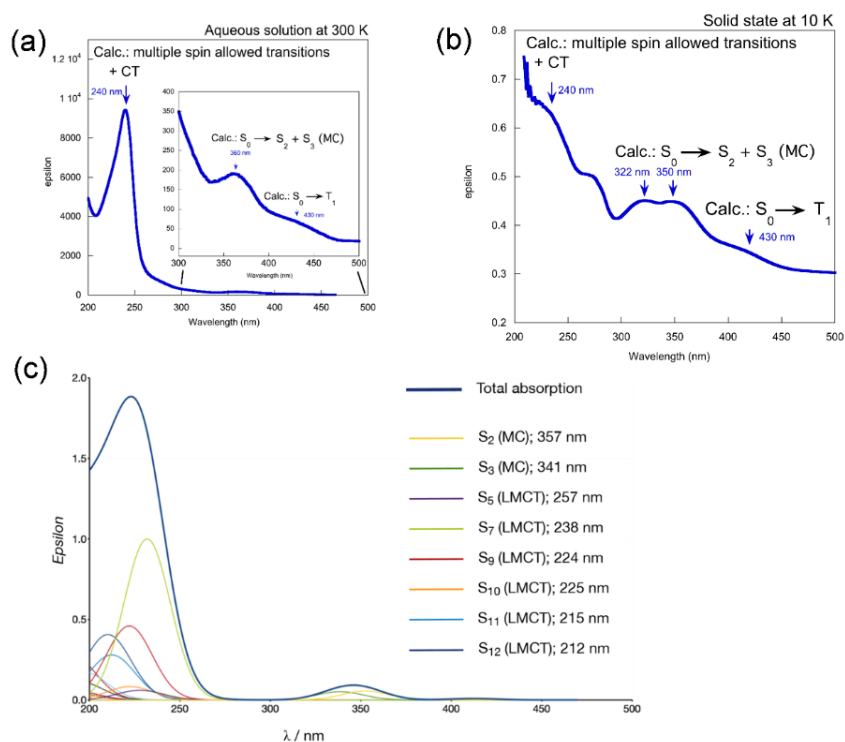 (a)
Aqueous solution at 300 K
Calc.: multiple spin allowed transitions
+ CT
240 nm
1.2 10⁴
1 10⁴
8000
6000
4000
2000
0
epsilon
200
250
300
350
400
450
500
Wavelength (nm)
400
350
300
250
200
150
100
50
0
epsilon
Calc.: S₀ ⟶ S₂ + S₃ (MC)
360 nm
Calc.: S₀ ⟶ T₁
430 nm
300
350
400
450
500
Wavelength (nm)
(b)
Solid state at 10 K
Calc.: multiple spin allowed transitions
+ CT
240 nm
Calc.: S₀ ⟶ S₂ + S₃ (MC)
322 nm 350 nm
Calc.: S₀ ⟶ T₁
430 nm
0.8
0.7
0.6
0.5
0.4
0.3
0.2
epsilon
200
250
300
350
400
450
500
Wavelength (nm)
(c)
2.0
1.5
1.0
0.5
0.0
Epsilon
200
250
300
350
400
450
500
λ / nm
Total absorption
S₂ (MC); 357 nm
S₃ (MC); 341 nm
S₅ (LMCT); 257 nm
S₇ (LMCT); 238 nm
S₉ (LMCT); 224 nm
S₁₀ (LMCT); 225 nm
S₁₁ (LMCT); 215 nm
S₁₂ (LMCT); 212 nm